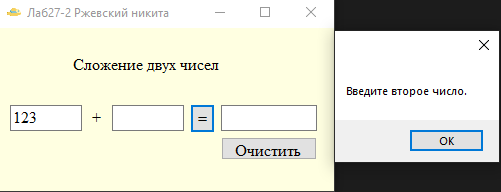 Лаб27-2 Ржевский никита
Сложение двух чисел
123 + =
Очистить
Введите второе число.
OK